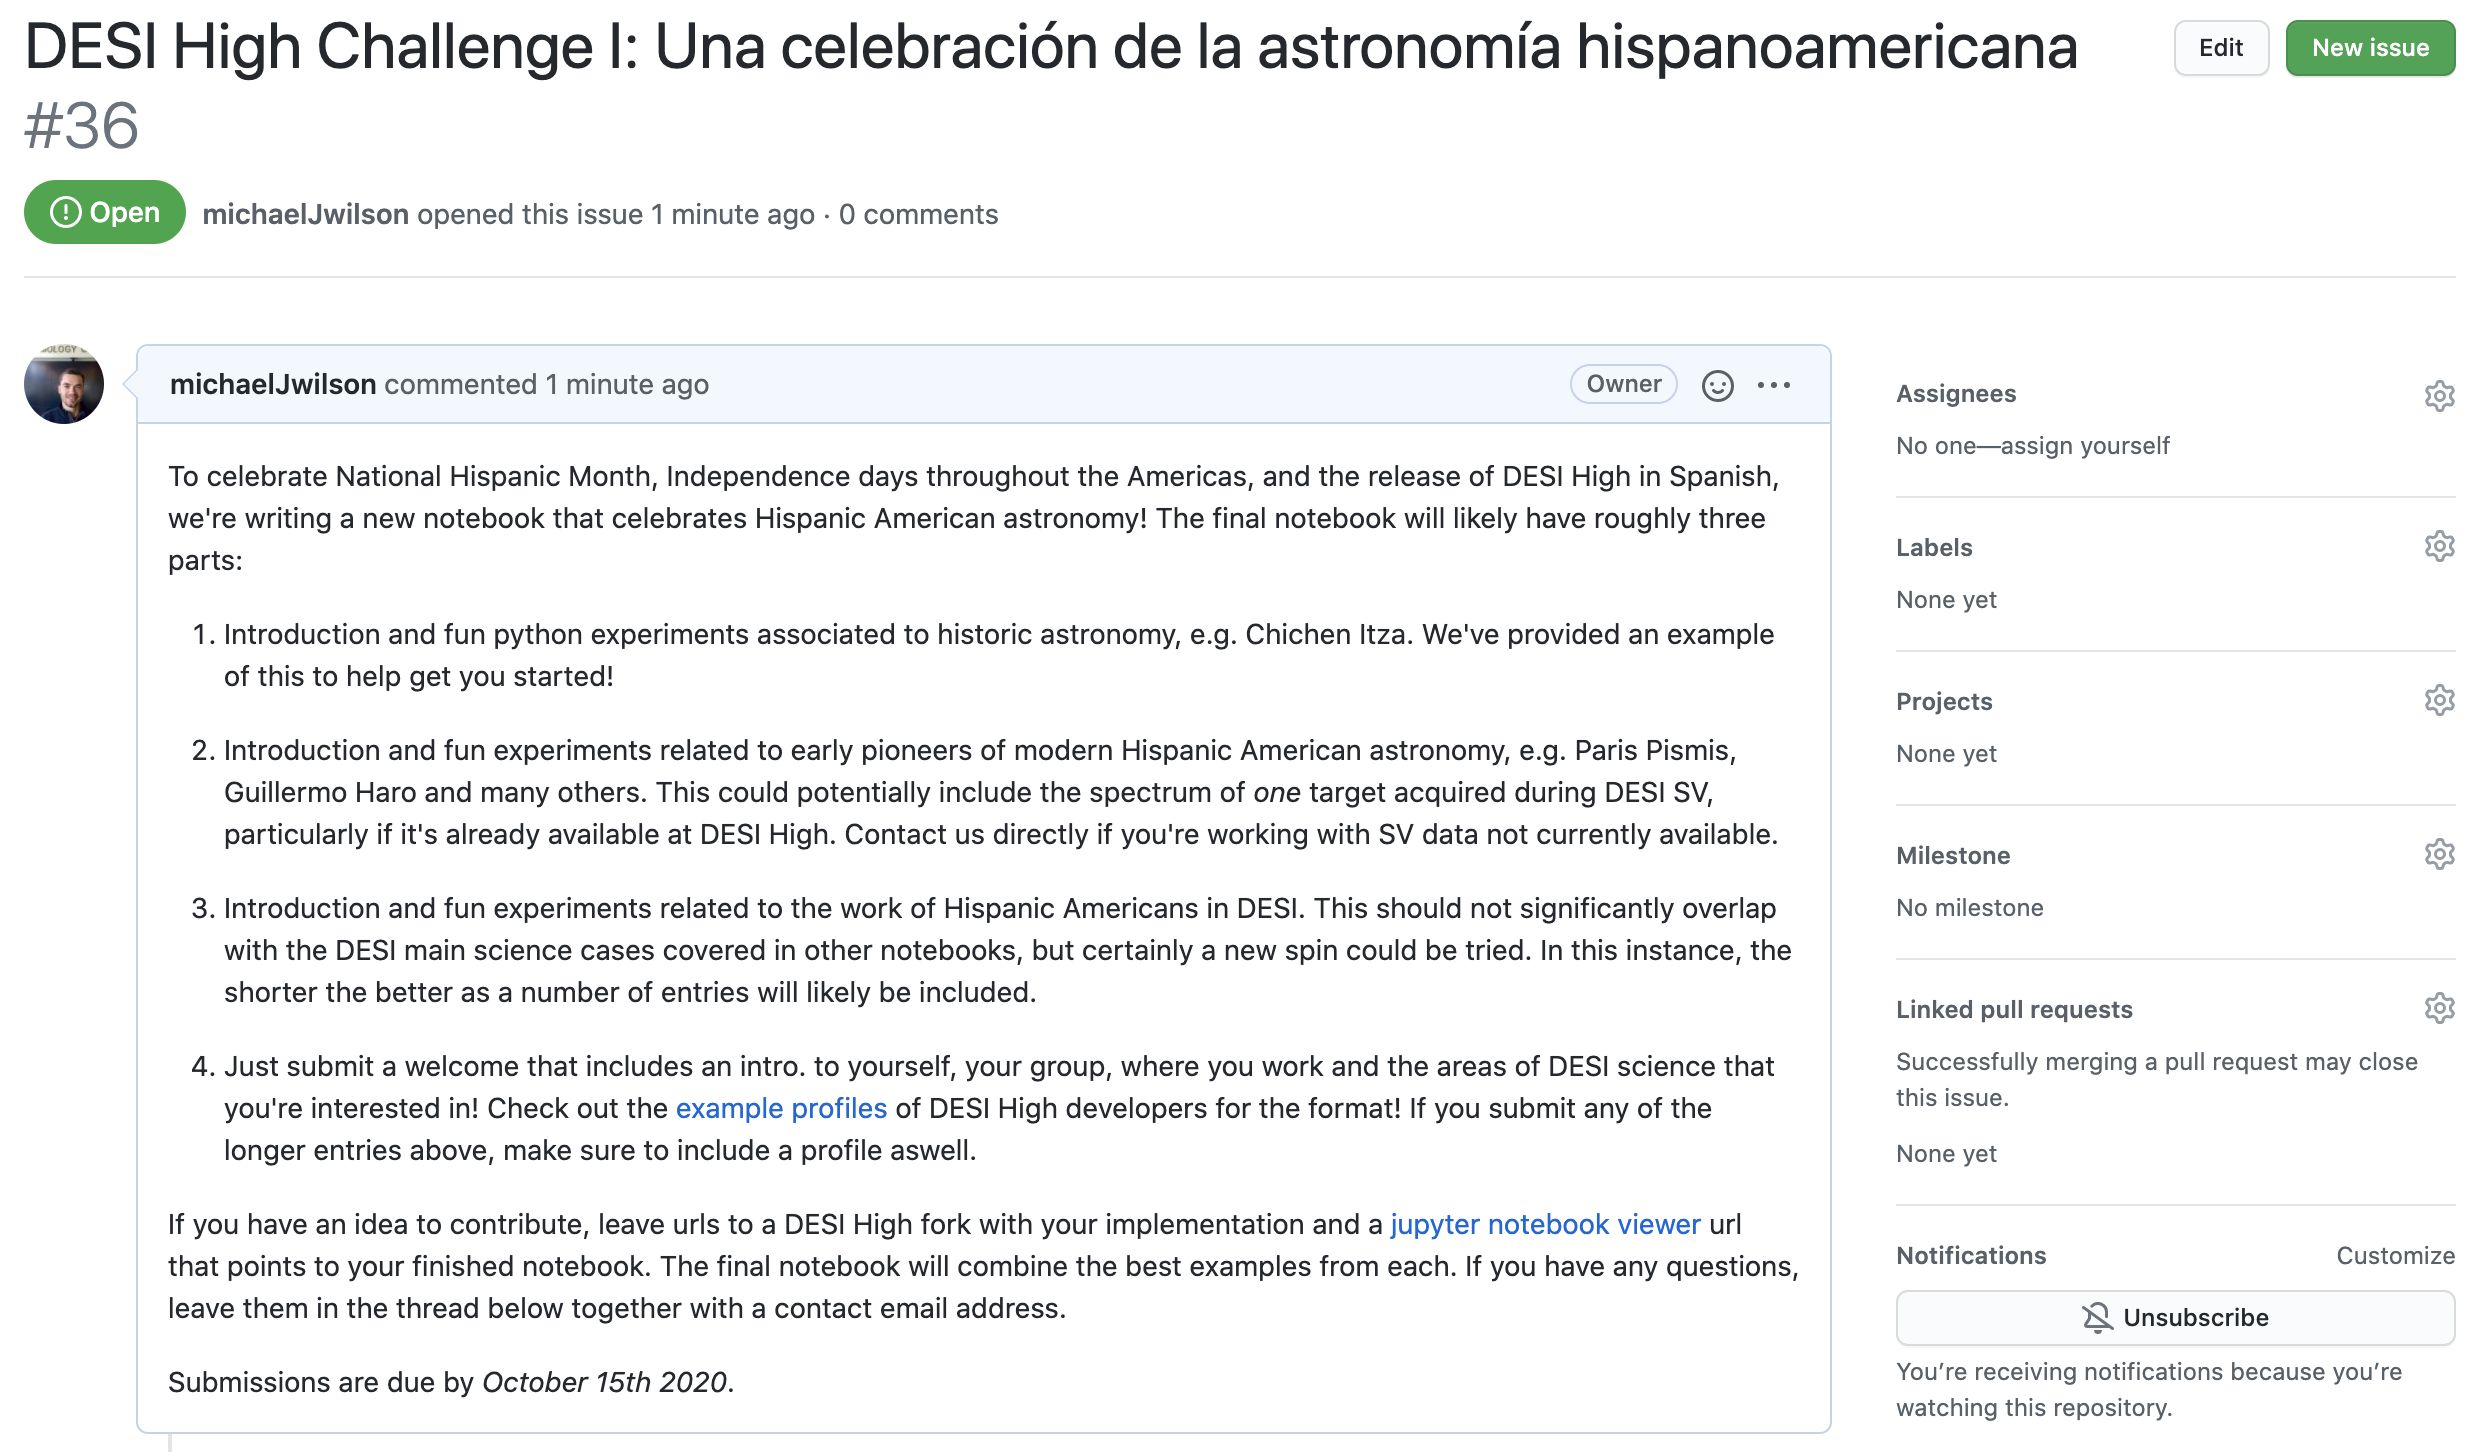 DESI High Challenge I: Una celebración de la astronomía hispanoamericana
#36
Edit
New issue
Open
michaelJwilson opened this issue 1 minute ago · 0 comments
OLOGY
michaelJwilson commented 1 minute ago
Owner
To celebrate National Hispanic Month, Independence days throughout the Americas, and the release of DESI High in Spanish,
we're writing a new notebook that celebrates Hispanic American astronomy! The final notebook will likely have roughly three
parts:
1. Introduction and fun python experiments associated to historic astronomy, e.g. Chichen Itza. We've provided an example
of this to help get you started!
2. Introduction and fun experiments related to early pioneers of modern Hispanic American astronomy, e.g. Paris Pismis,
Guillermo Haro and many others. This could potentially include the spectrum of one target acquired during DESI SV,
particularly if it's already available at DESI High. Contact us directly if you're working with SV data not currently available.
3. Introduction and fun experiments related to the work of Hispanic Americans in DESI. This should not significantly overlap
with the DESI main science cases covered in other notebooks, but certainly a new spin could be tried. In this instance, the
shorter the better as a number of entries will likely be included.
4. Just submit a welcome that includes an intro. to yourself, your group, where you work and the areas of DESI science that
you're interested in! Check out the example profiles of DESI High developers for the format! If you submit any of the
longer entries above, make sure to include a profile aswell.
If you have an idea to contribute, leave urls to a DESI High fork with your implementation and a jupyter notebook viewer url
that points to your finished notebook. The final notebook will combine the best examples from each. If you have any questions,
leave them in the thread below together with a contact email address.
Submissions are due by October 15th 2020.
Assignees
No one—assign yourself
Labels
None yet
Projects
None yet
Milestone
No milestone
Linked pull requests
Successfully merging a pull request may close
this issue.
None yet
Notifications
Customize
Unsubscribe
You’re receiving notifications because you’re
watching this repository.